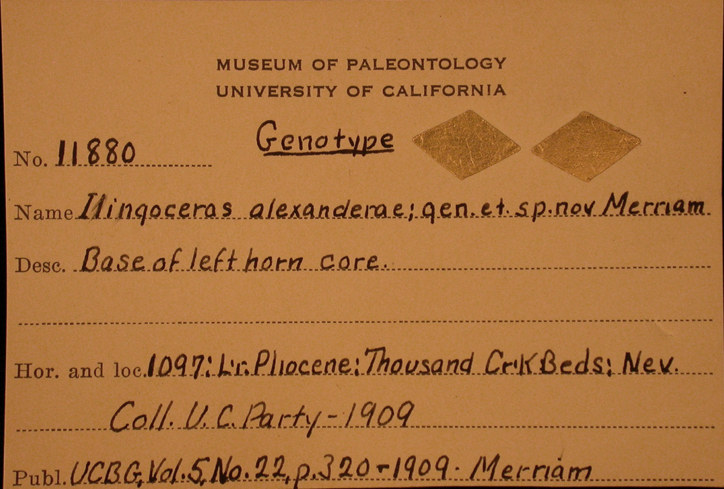 MUSEUM OF PALEONTOLOGY
UNIVERSITY OF CALIFORNIA
No. 11880 Genotype
Name Ilingoceras alexanderae; gen. et. sp. nov Merriam
Desc. Base of left horn core.
Hor. and loc. 1097; Lr. Pliocene; Thousand Crk Beds; Nev.
Coll. U. C. Party - 1909
Publ. UCBG, Vol. 5, No. 22, p. 320 - 1909. Merriam